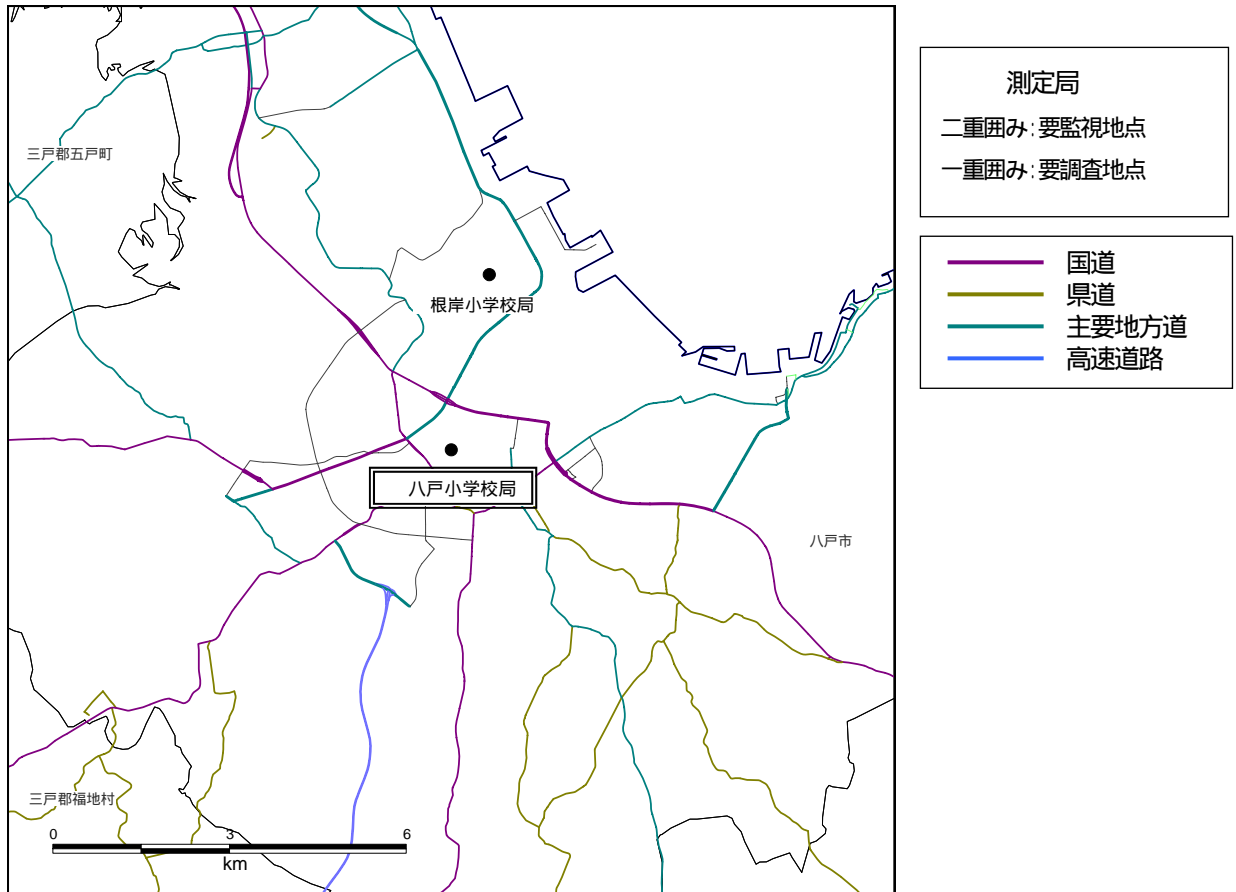 三戸郡五戸町
根岸小学校局
八戸小学校局
八戸市
三戸郡福地村
0 3 6
km
測定局
二重囲み:要監視地点
一重囲み:要調査地点
国道
県道
主要地方道
高速道路